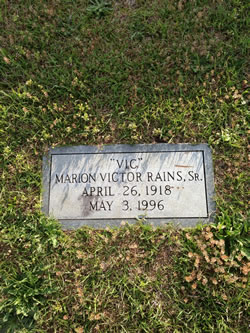 "VIC"
MARION VICTOR RAINS, SR.
APRIL 26, 1918
MAY 3, 1996